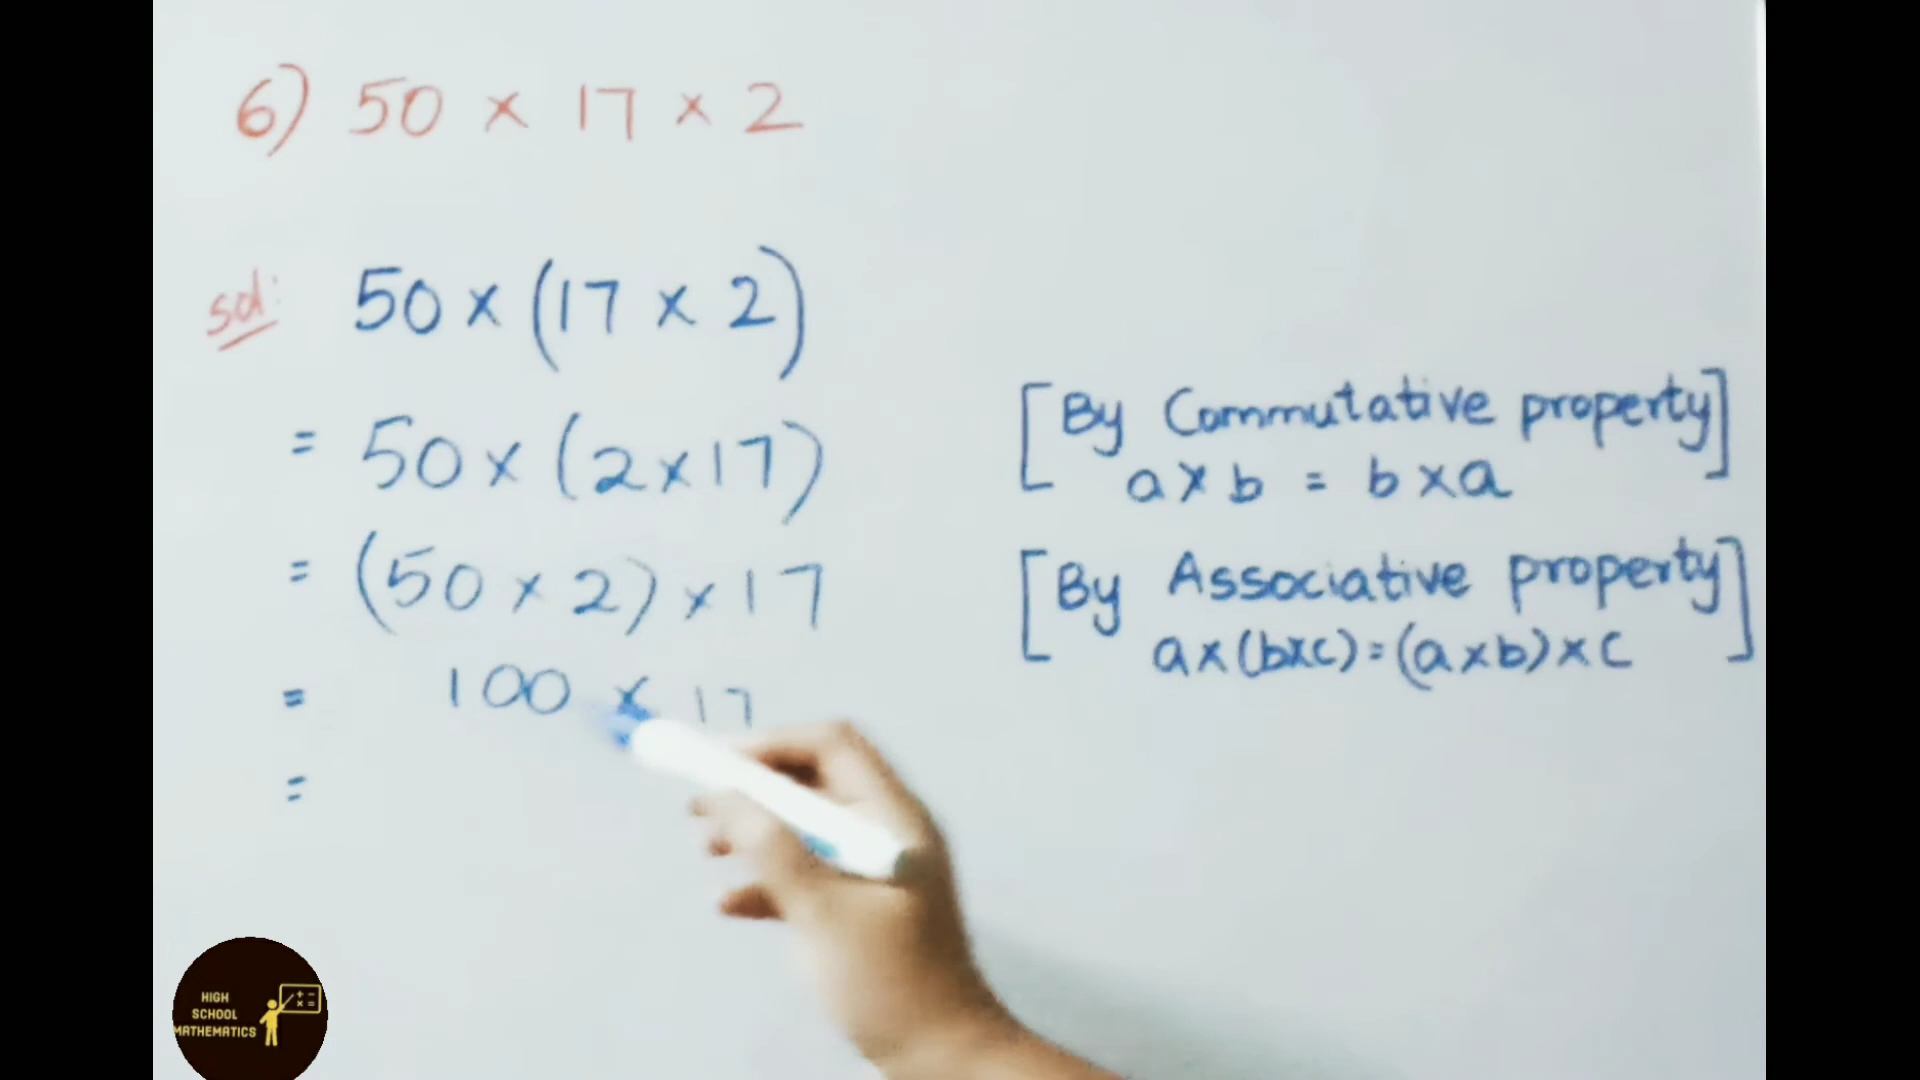 6) 50 × 17 × 2
sol: 50 × (17 × 2)
= 50 × (2 × 17) [By Commutative property]
a × b = b × a
= (50 × 2) × 17 [By Associative property]
a × (b × c) = (a × b) × c
= 100 × 17
=
HIGH
SCHOOL
MATHEMATICS